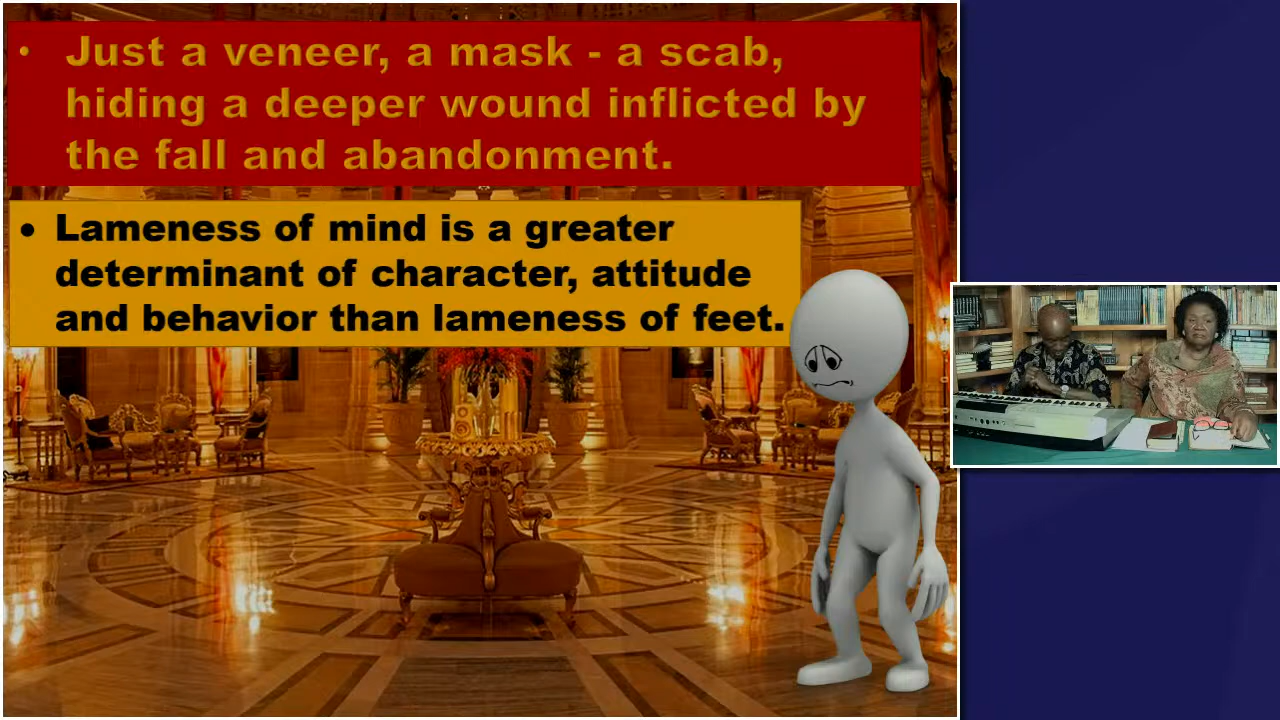 • Just a veneer, a mask - a scab,
hiding a deeper wound inflicted by
the fall and abandonment.
• Lameness of mind is a greater
determinant of character, attitude
and behavior than lameness of feet.